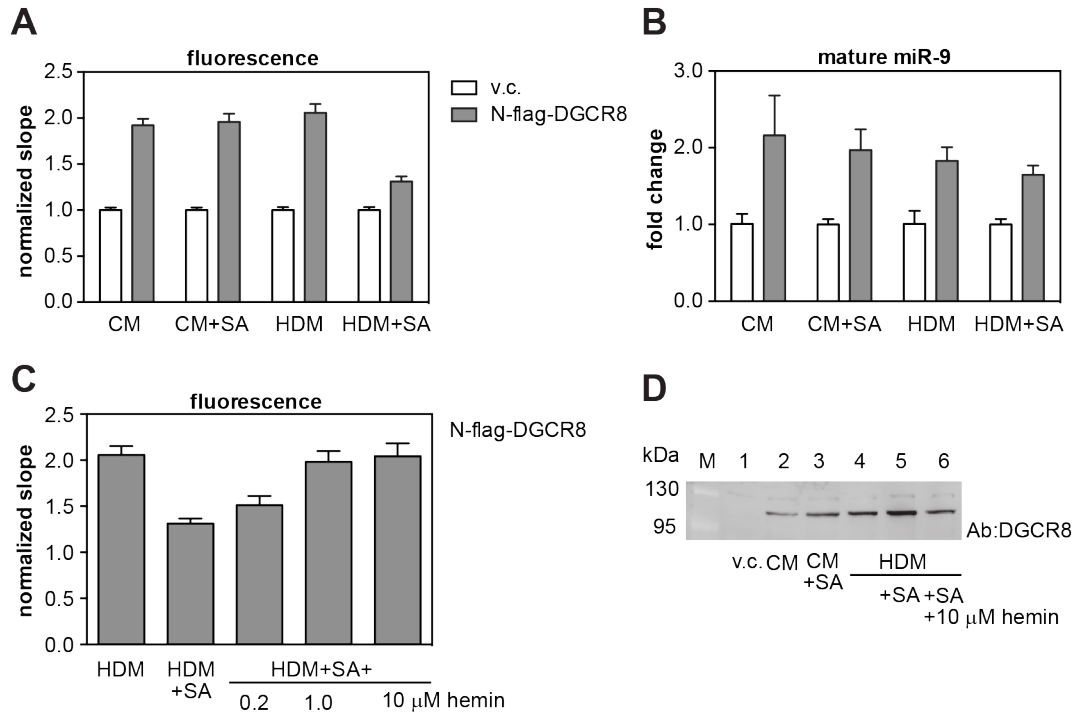 A
fluorescence
normalized slope
2.5
2.0
1.5
1.0
0.5
0.0
CM CM+SA HDM HDM+SA
v.c.
N-flag-DGCR8
B
mature miR-9
fold change
3.0
2.0
1.0
0.0
CM CM+SA HDM HDM+SA
C
fluorescence
normalized slope
2.5
2.0
1.5
1.0
0.5
0.0
N-flag-DGCR8
HDM HDM HDM+SA+
+SA
0.2 1.0 10 μM hemin
D
kDa M 1 2 3 4 5 6
130
95
Ab:DGCR8
v.c. CM CM HDM
+SA
+SA +SA
+10 μM hemin